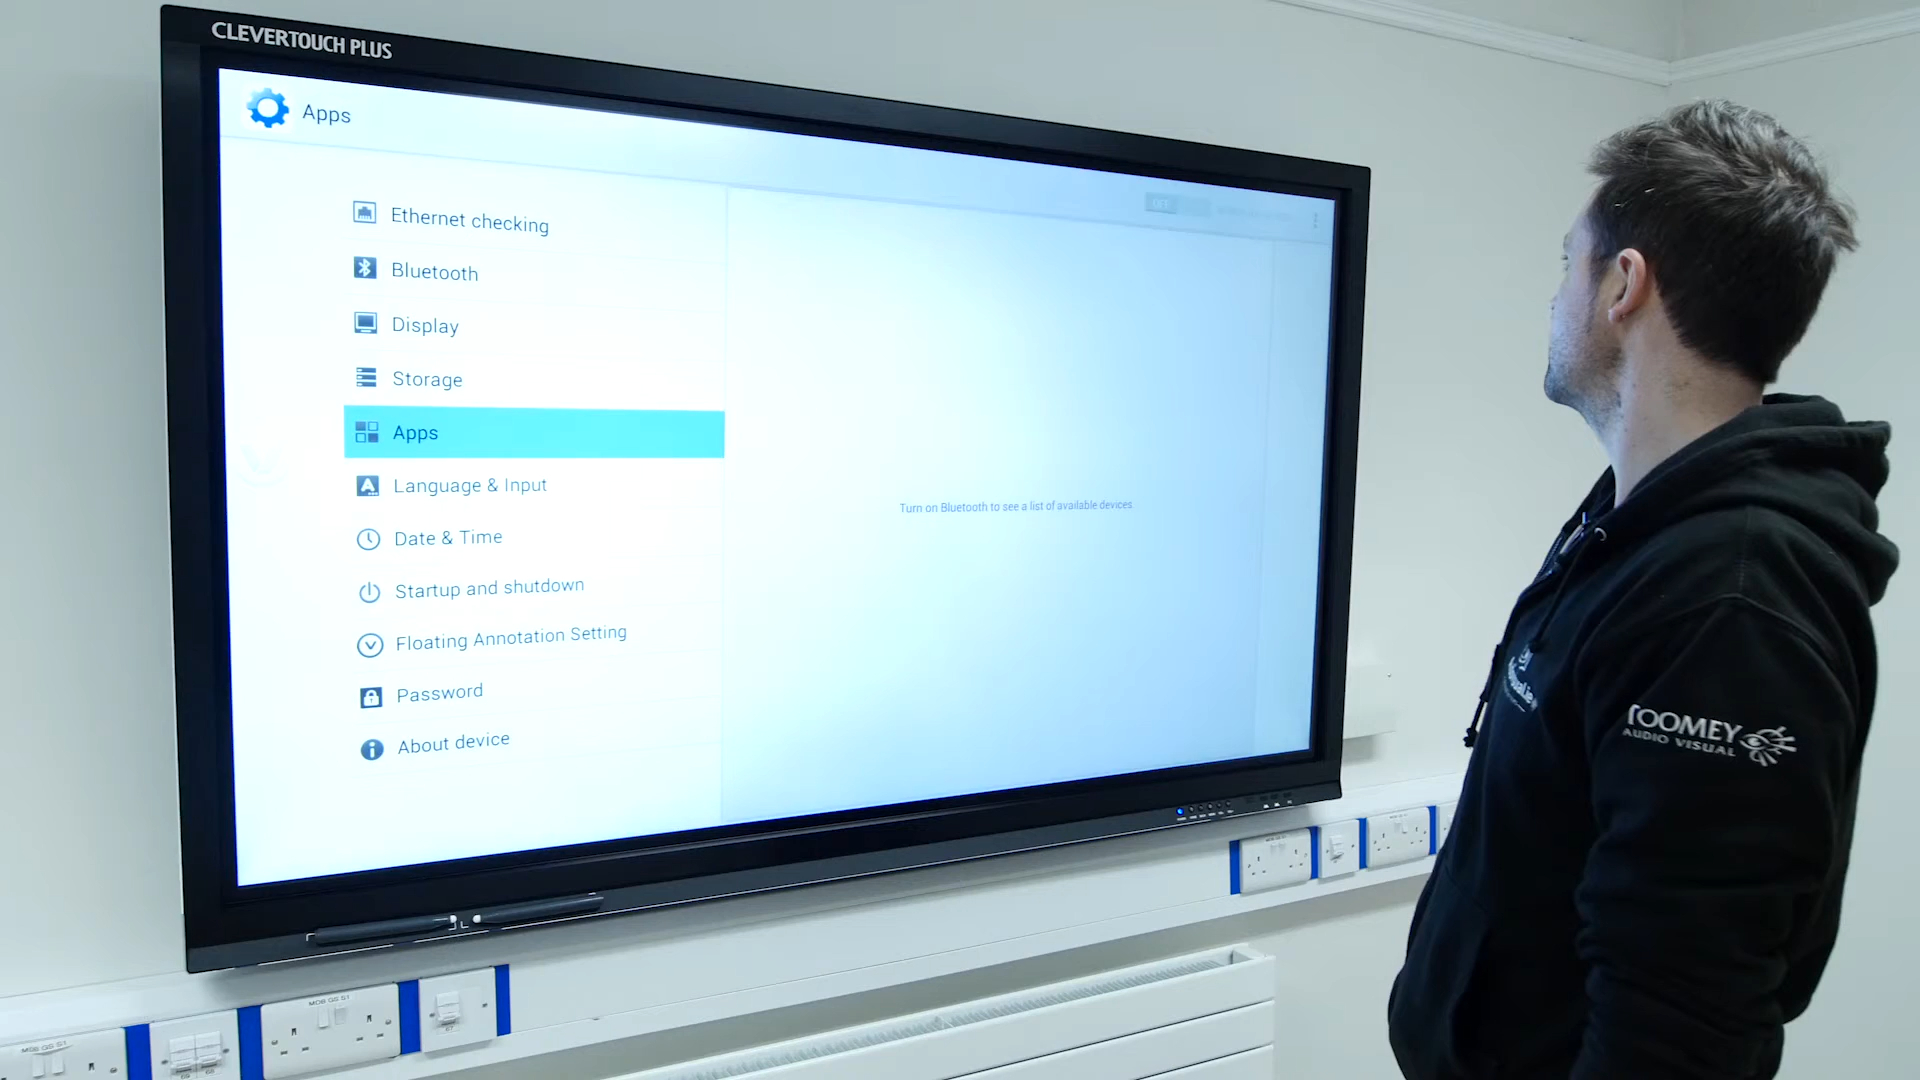 CLEVERTOUCH PLUS
Apps
OFF
Ethernet checking
Bluetooth
Display
Storage
Apps
Language & Input
Date & Time
Startup and shutdown
Floating Annotation Setting
Password
About device
Turn on Bluetooth to see a list of available devices
TOOMEY
AUDIO VISUAL